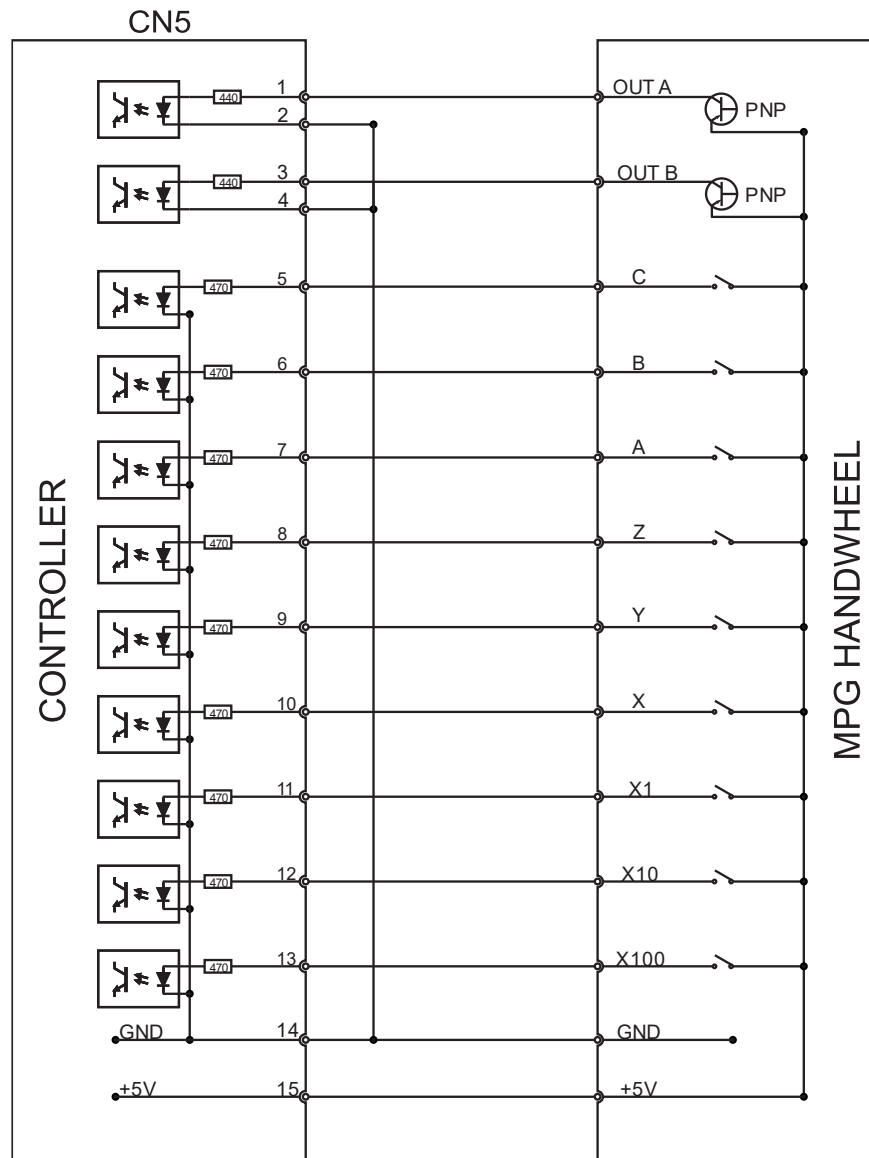 CN5
1 OUT A
440 PNP
2
3 OUT B
440 PNP
4
5 C
470
6 B
470
7 A
470
8 Z
470
9 Y
470
10 X
470
11 X1
470
12 X10
470
13 X100
470
GND 14 GND
+5V 15 +5V
CONTROLLER
MPG HANDWHEEL